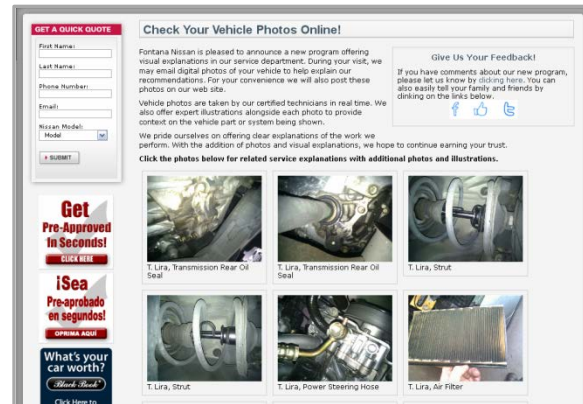 GET A QUICK QUOTE
First Name:
Last Name:
Phone Number:
Email:
Nissan Model:
Model
SUBMIT
Get
Pre-Approved
In Seconds!
CLICK HERE
¡Sea
Pre-aprobado
en segundos!
OPRIMA AQUÍ
What's your
car worth?
Black Book
Click Here to
Check Your Vehicle Photos Online!
Fontana Nissan is pleased to announce a new program offering
visual explanations in our service department. During your visit, we
may email digital photos of your vehicle to help explain our
recommendations. For your convenience we will also post these
photos on our web site.
Vehicle photos are taken by our certified technicians in real time. We
also offer expert illustrations alongside each photo to provide
context on the vehicle part or system being shown.
We pride ourselves on offering clear explanations of the work we
perform. With the addition of photos and visual explanations, we hope to continue earning your trust.
Give Us Your Feedback!
If you have comments about our new program,
please let us know by clicking here. You can
also easily tell your family and friends by
clinking on the links below.
Click the photos below for related service explanations with additional photos and illustrations.
T. Lira, Transmission Rear Oil
Seal
T. Lira, Transmission Rear Oil
Seal
T. Lira, Strut
T. Lira, Strut
T. Lira, Power Steering Hose
T. Lira, Air Filter